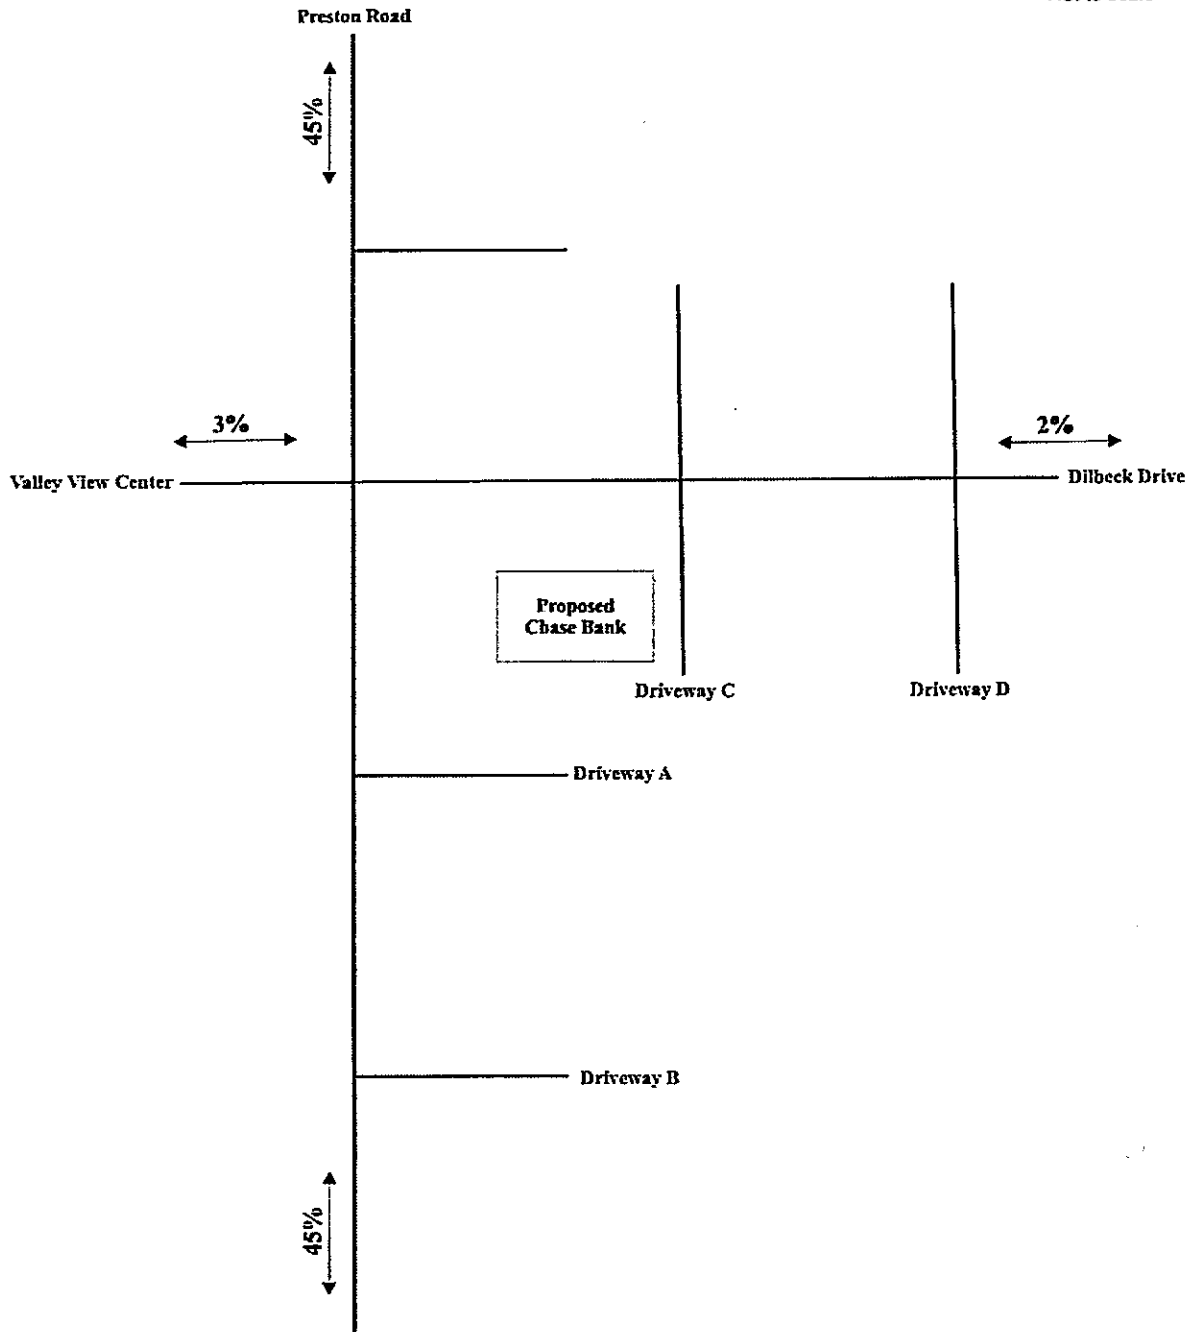 Preston Road
45%
3%
2%
Valley View Center
Dilbeck Drive
Proposed
Chase Bank
Driveway C
Driveway D
Driveway A
Driveway B
45%